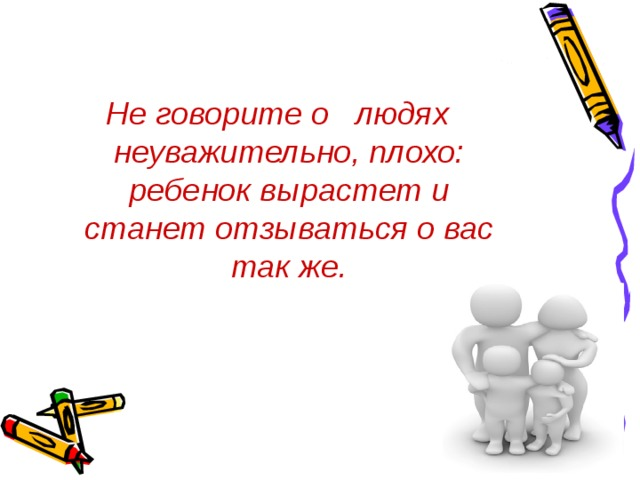 Не говорите о людях
неуважительно, плохо:
ребенок вырастет и
станет отзываться о вас
так же.